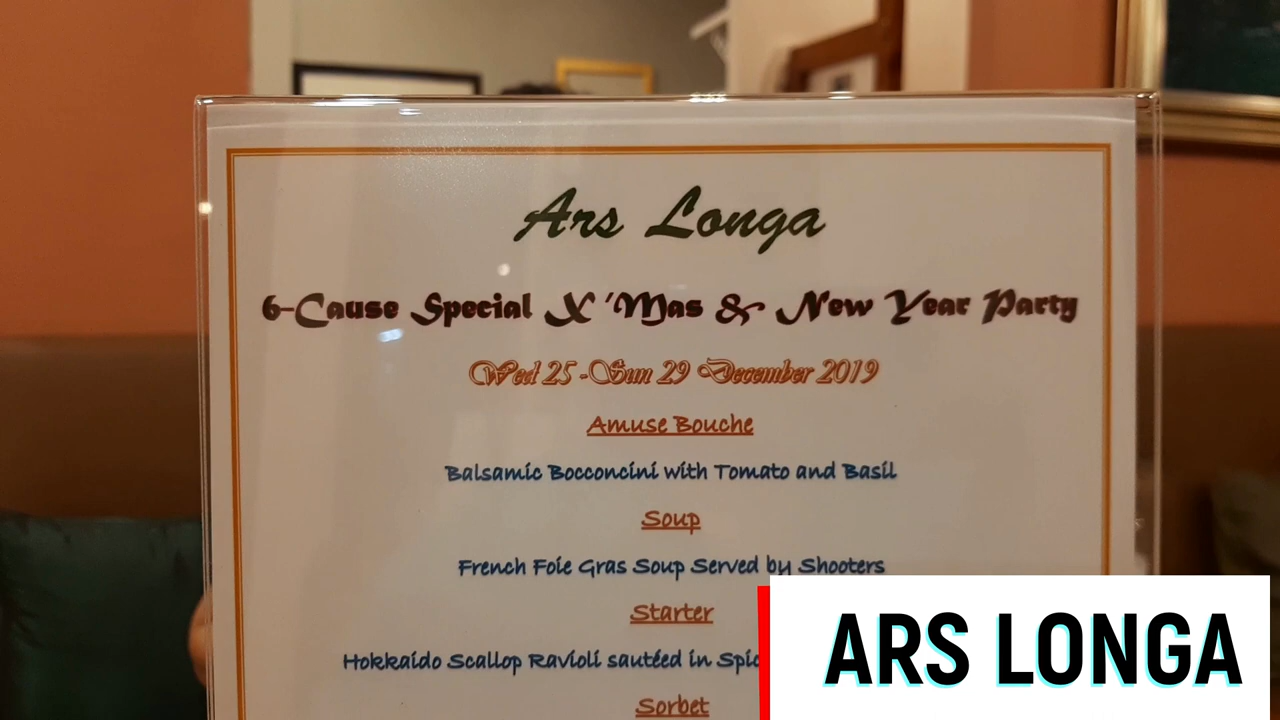 Ars Longa
6-Cause Special X'Mas & New Year Party
Wed 25 -Sun 29 December 2019
Amuse Bouche
Balsamic Bocconcini with Tomato and Basil
Soup
French Foie Gras Soup Served by Shooters
Starter
Hokkaido Scallop Ravioli sautéed in
Sorbet
ARS LONGA